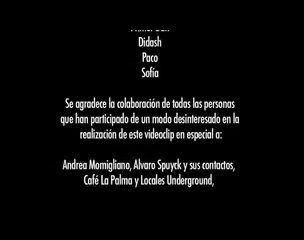 Didash
Paco
Sofía
Se agradece la colaboración de todas las personas
que han participado de un modo desinteresado en la
realización de este videoclip en especial a:
Andrea Momigliano, Alvaro Spuyck y sus contactos,
Café La Palma y Locales Underground,